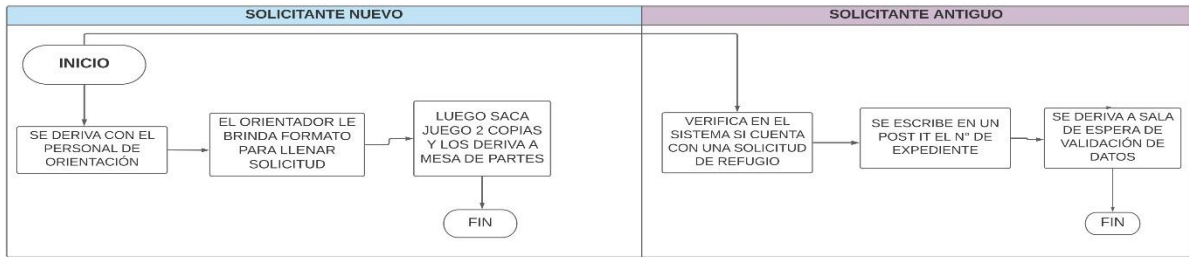 SOLICITANTE NUEVO
SOLICITANTE ANTIGUO
INICIO
SE DERIVA CON EL
PERSONAL DE
ORIENTACIÓN
EL ORIENTADOR LE
BRINDA FORMATO
PARA LLENAR
SOLICITUD
LUEGO SACA
JUEGO 2 COPIAS
Y LOS DERIVA A
MESA DE PARTES
FIN
VERIFICA EN EL
SISTEMA SI CUENTA
CON UNA SOLICITUD
DE REFUGIO
SE ESCRIBE EN UN
POST IT EL N° DE
EXPEDIENTE
SE DERIVA A SALA
DE ESPERA DE
VALIDACIÓN DE
DATOS
FIN